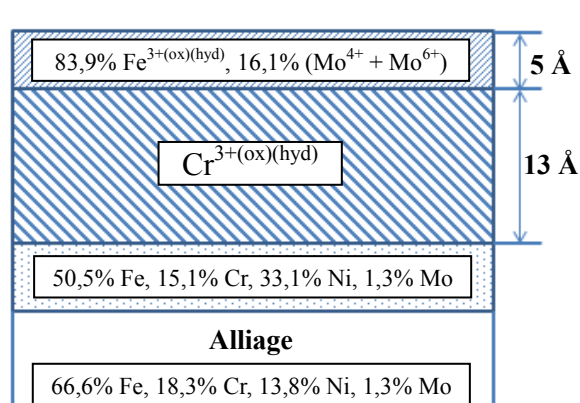 83,9% Fe³⁺⁽ᵒˣ⁾⁽ʰʸᵈ⁾, 16,1% (Mo⁴⁺ + Mo⁶⁺)
5 Å
Cr³⁺⁽ᵒˣ⁾⁽ʰʸᵈ⁾
13 Å
50,5% Fe, 15,1% Cr, 33,1% Ni, 1,3% Mo
Alliage
66,6% Fe, 18,3% Cr, 13,8% Ni, 1,3% Mo